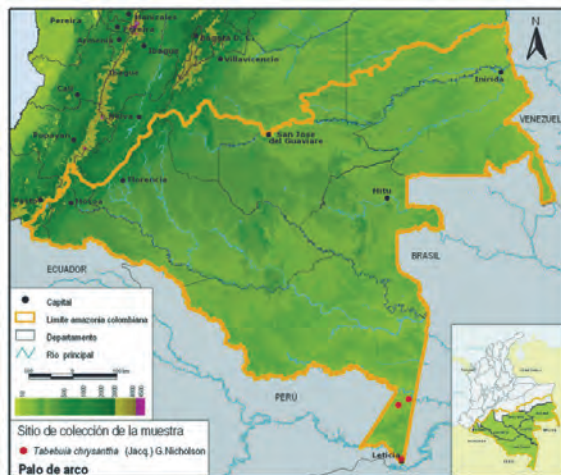 Manizales
Pereira
Armenia
Ibagué
Bogotá D. C.
Villavicencio
Ibagué
Cali
Neiva
Popayán
Inírida
San José
del Guaviare
VENEZUEL
Florencia
Mitú
Pasto
Mocoa
BRASIL
ECUADOR
PERÚ
Leticia
N
Capital
Límite amazonía colombiana
Departamento
Río principal
Sitio de colección de la muestra
Tabebuia chrysantha (Jacq.) G.Nicholson
Palo de arco